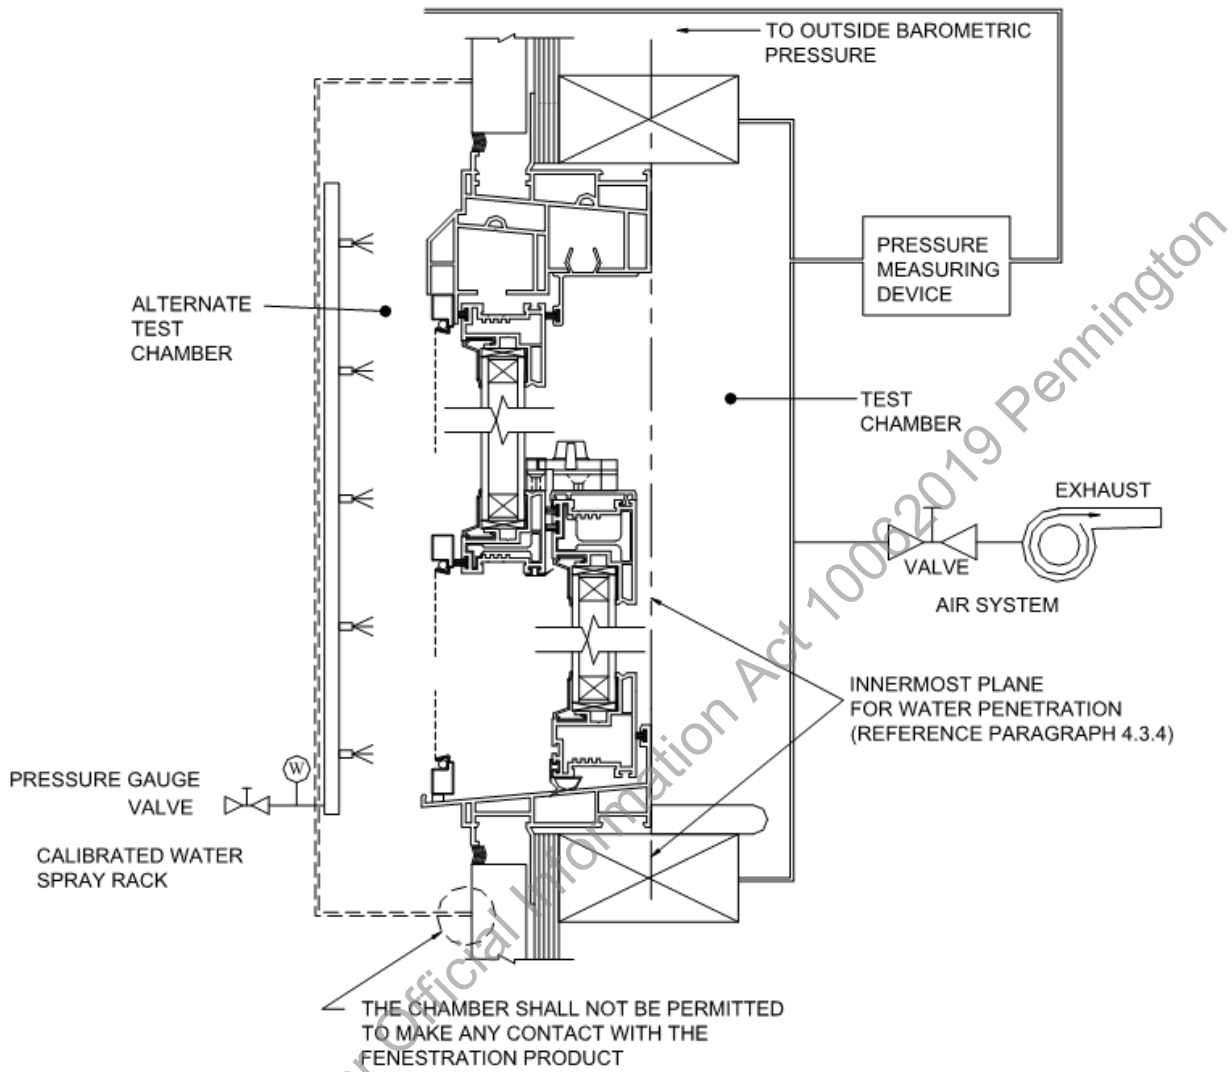 TO OUTSIDE BAROMETRIC
PRESSURE
PRESSURE
MEASURING
DEVICE
ALTERNATE
TEST
CHAMBER
TEST
CHAMBER
EXHAUST
VALVE
AIR SYSTEM
INNERMOST PLANE
FOR WATER PENETRATION
(REFERENCE PARAGRAPH 4.3.4)
W
PRESSURE GAUGE
VALVE
CALIBRATED WATER
SPRAY RACK
THE CHAMBER SHALL NOT BE PERMITTED
TO MAKE ANY CONTACT WITH THE
FENESTRATION PRODUCT
Official Information Act 10062019 Pennington